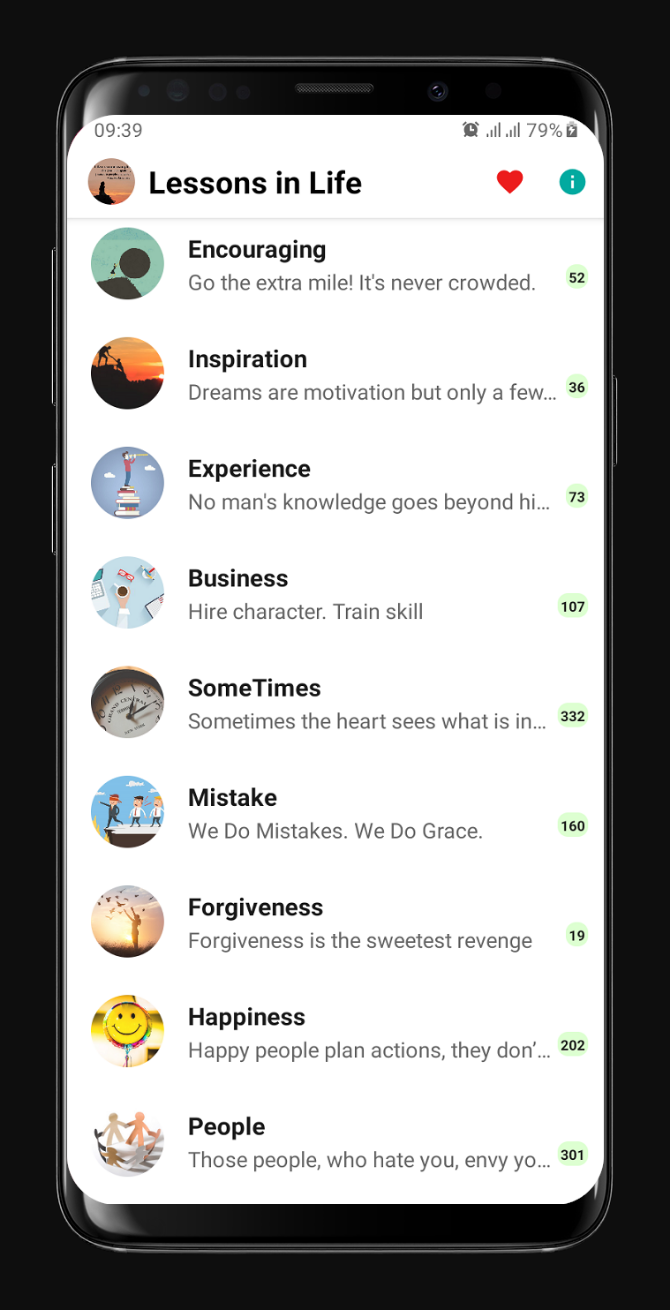 09:39
79%
Lessons in Life
Encouraging
Go the extra mile! It's never crowded.
52
Inspiration
Dreams are motivation but only a few...
36
Experience
No man's knowledge goes beyond hi...
73
Business
Hire character. Train skill
107
SomeTimes
Sometimes the heart sees what is in...
332
Mistake
We Do Mistakes. We Do Grace.
160
Forgiveness
Forgiveness is the sweetest revenge
19
Happiness
Happy people plan actions, they don’...
202
People
Those people, who hate you, envy yo...
301